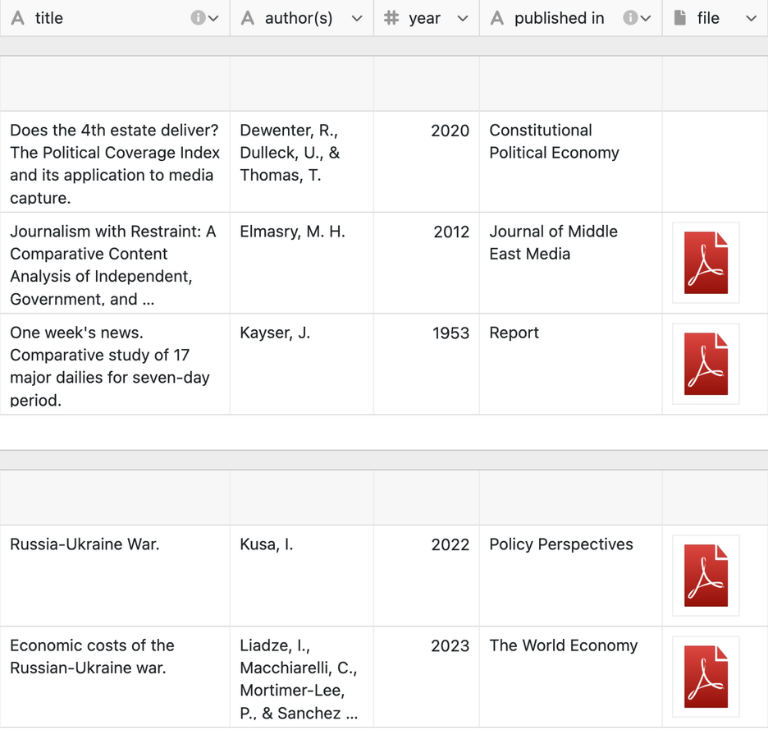 title author(s) # year published in file
Does the 4th estate deliver?
The Political Coverage Index
and its application to media
capture.
Dewenter, R.,
Dulleck, U., &
Thomas, T.
2020
Constitutional
Political Economy
Journalism with Restraint: A
Comparative Content
Analysis of Independent,
Government, and ...
Elmasry, M. H.
2012
Journal of Middle
East Media
One week's news.
Comparative study of 17
major dailies for seven-day
period.
Kayser, J.
1953
Report
Russia-Ukraine War.
Kusa, I.
2022
Policy Perspectives
Economic costs of the
Russian-Ukraine war.
Liadze, I.,
Macchiarelli, C.,
Mortimer-Lee,
P., & Sanchez ...
2023
The World Economy